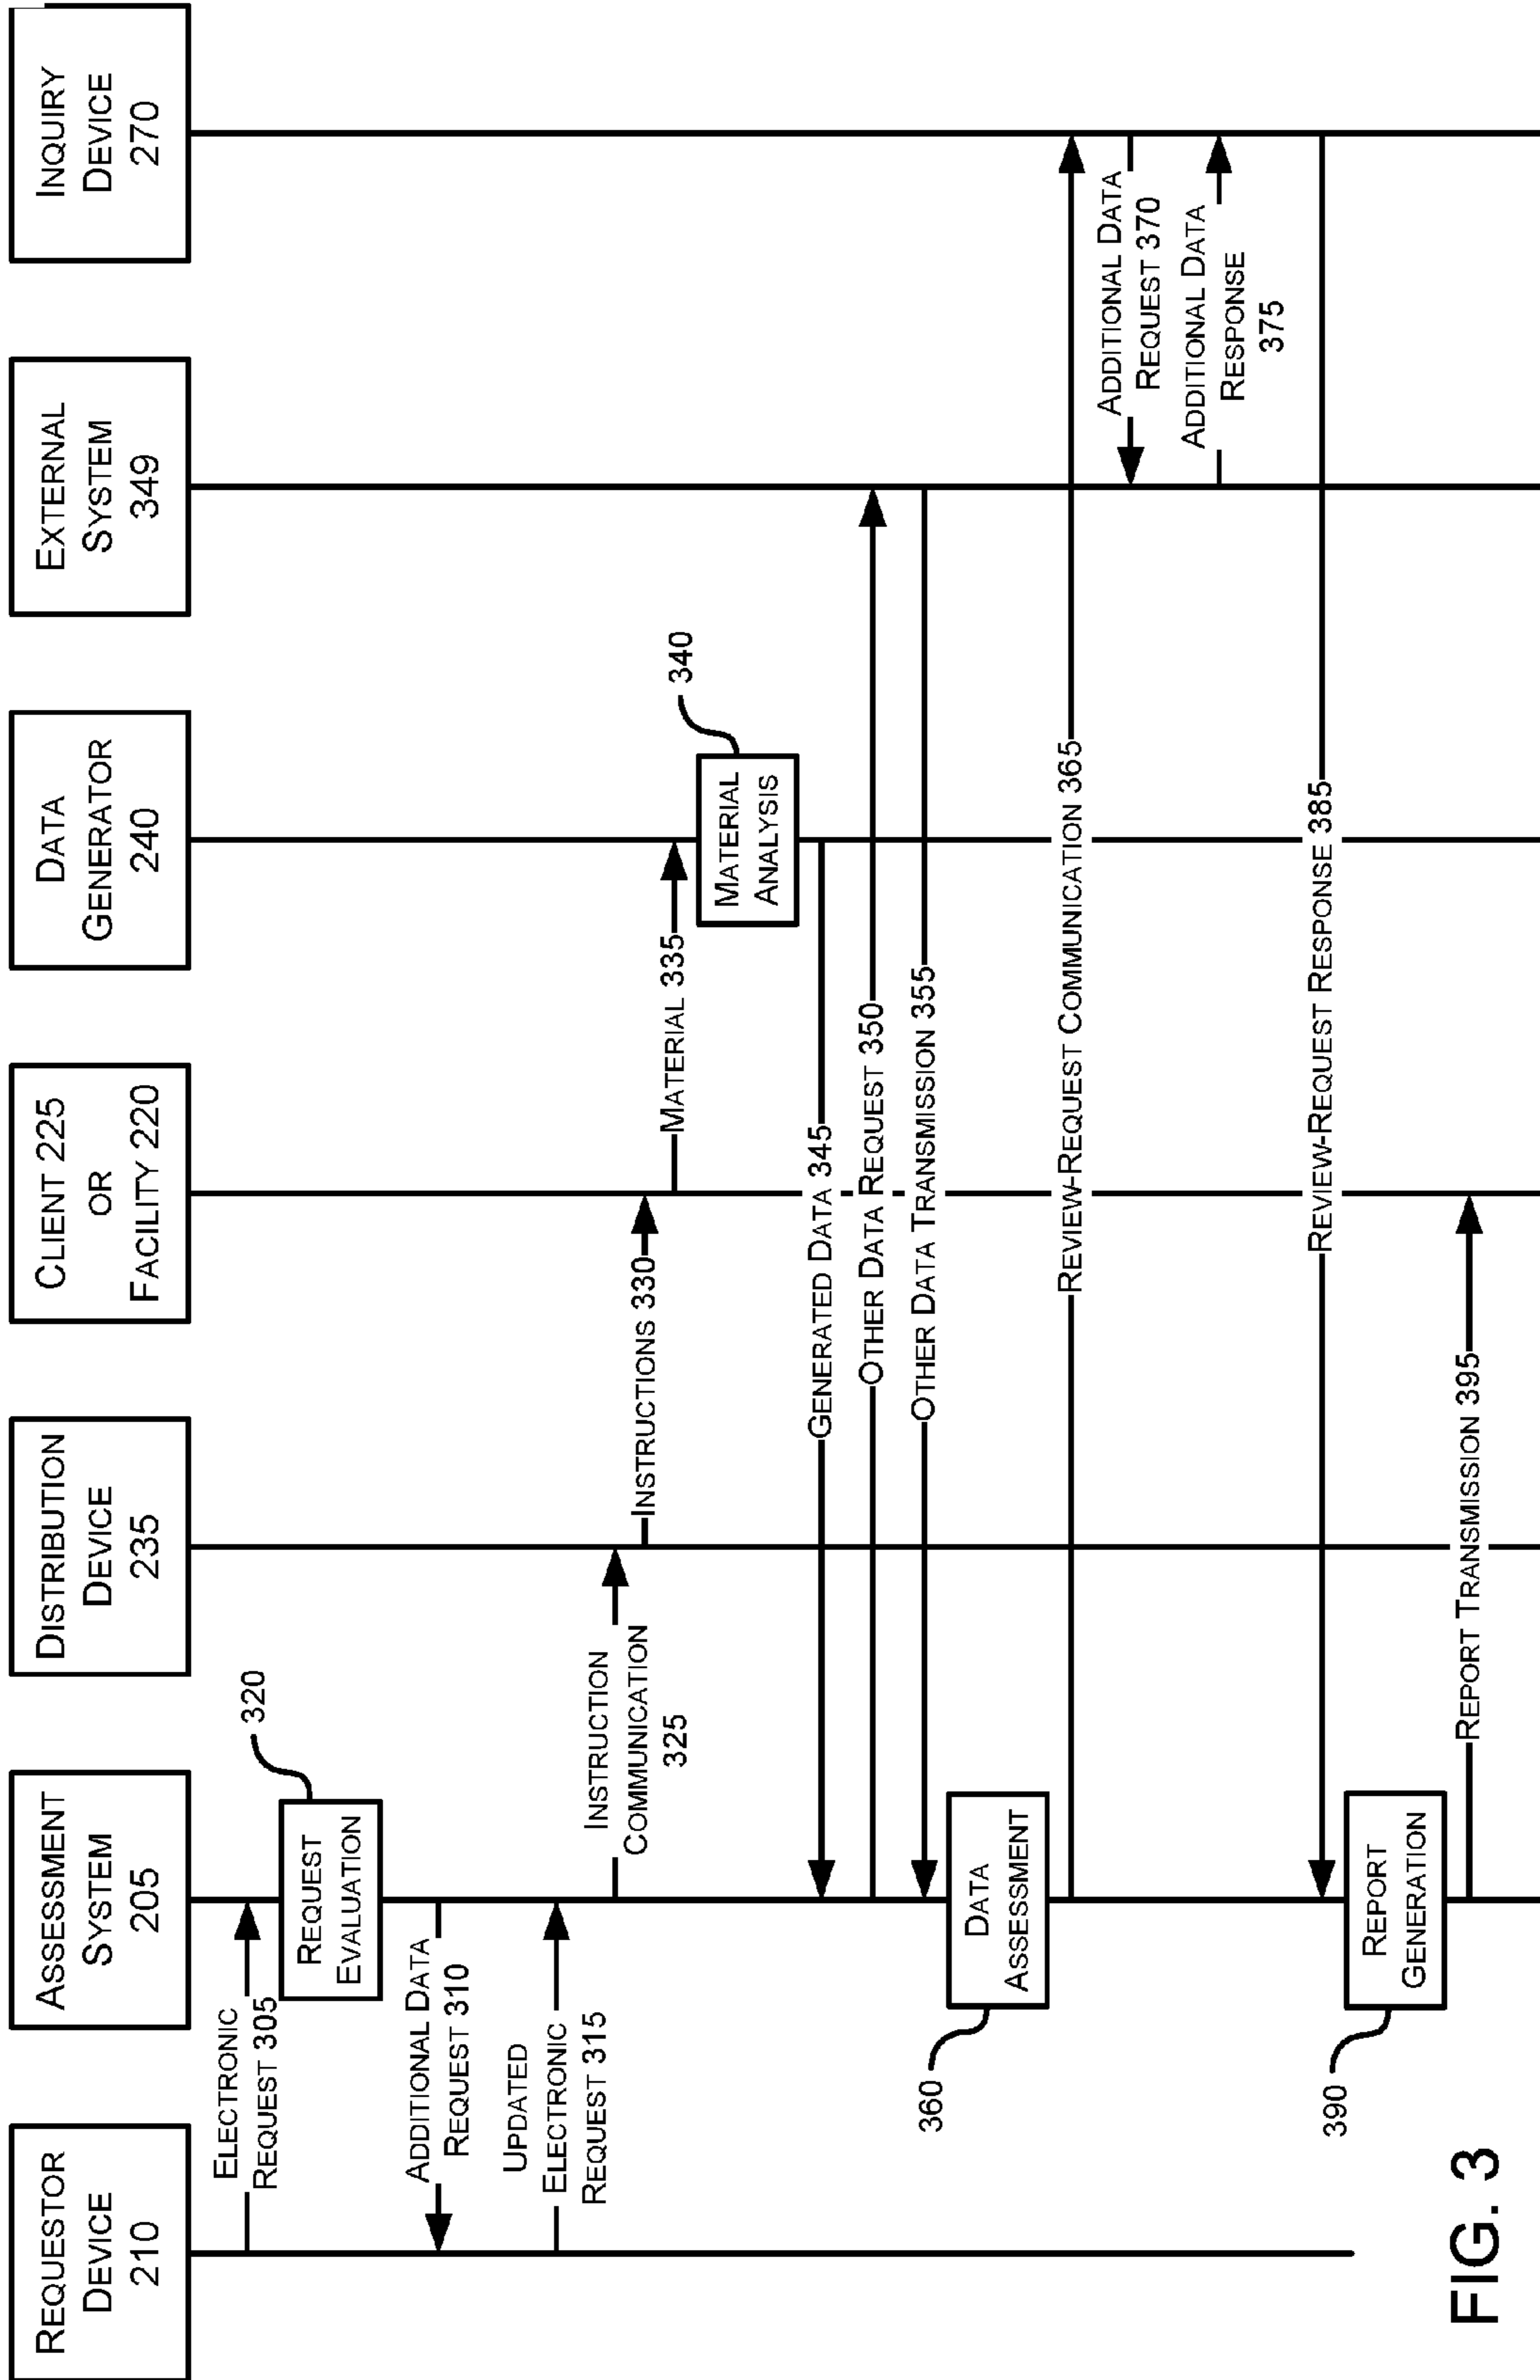 REQUESTOR
DEVICE
210
ASSESSMENT
SYSTEM
205
DISTRIBUTION
DEVICE
235
CLIENT 225
OR
FACILITY 220
DATA
GENERATOR
240
EXTERNAL
SYSTEM
349
INQUIRY
DEVICE
270
ELECTRONIC
REQUEST 305
320
REQUEST
EVALUATION
ADDITIONAL DATA
REQUEST 310
UPDATED
ELECTRONIC
REQUEST 315
INSTRUCTION
COMMUNICATION
325
INSTRUCTIONS 330
MATERIAL 335
340
MATERIAL
ANALYSIS
GENERATED DATA 345
OTHER DATA REQUEST 350
OTHER DATA TRANSMISSION 355
360
DATA
ASSESSMENT
REVIEW-REQUEST COMMUNICATION 365
ADDITIONAL DATA
REQUEST 370
ADDITIONAL DATA
RESPONSE
375
REVIEW-REQUEST RESPONSE 385
390
REPORT
GENERATION
REPORT TRANSMISSION 395
FIG. 3